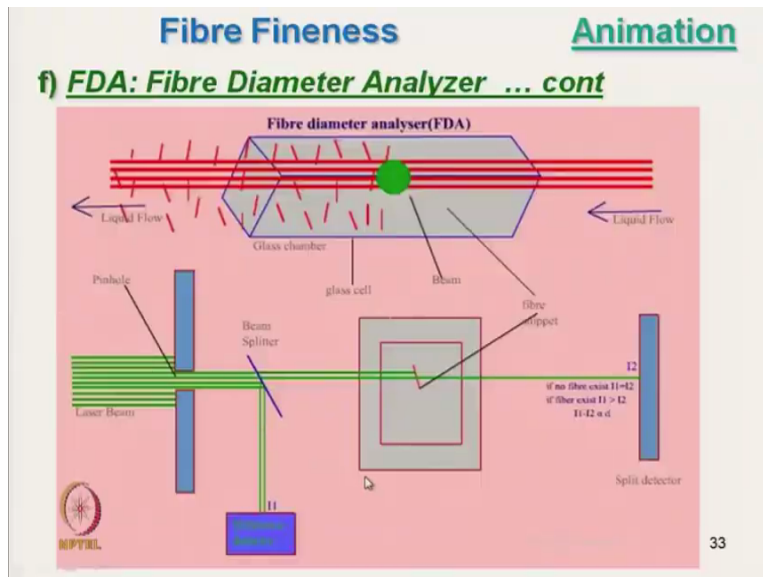 Fibre Fineness
Animation
f) FDA: Fibre Diameter Analyzer ... cont
Fibre diameter analyser(FDA)
Liquid Flow
Liquid Flow
Glass chamber
glass cell
Beam
Pinhole
fibre
snippet
Beam
Splitter
I2
if no fibre exist I1=I2
if fiber exist I1 > I2
I1-I2 α d
Laser Beam
Split detector
I1
NPTEL
33